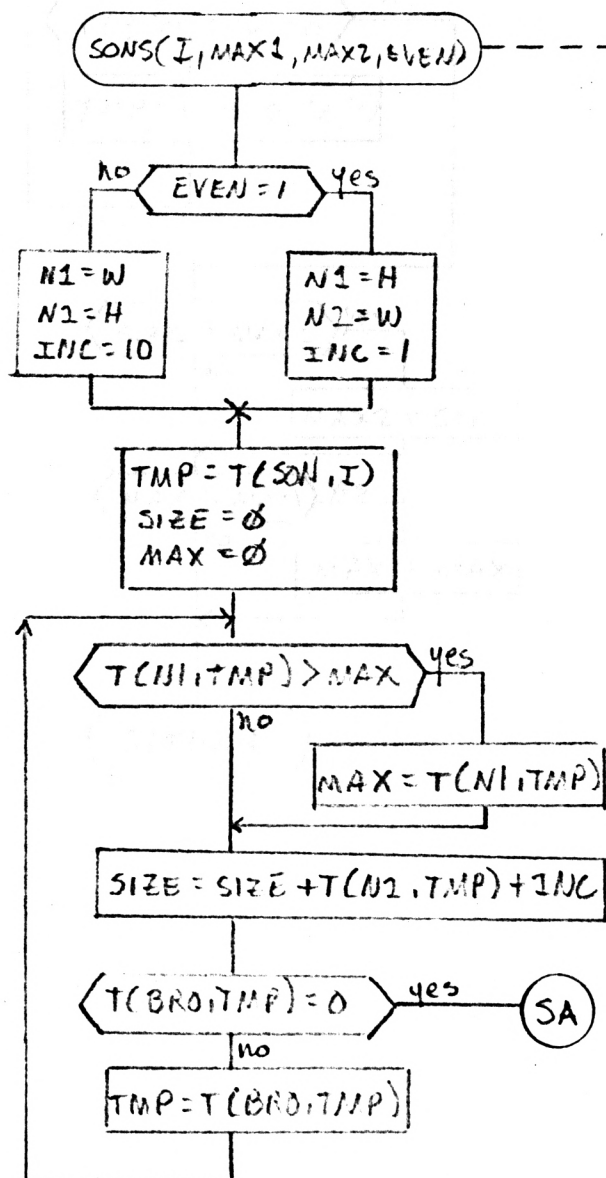 SONS(I,MAX1,MAX2,EVEN)
no
EVEN=1
yes
N1=W
N2=H
INC=10
N1=H
N2=W
INC=1
TMP=T(SON,I)
SIZE=Ø
MAX=Ø
T(N1,TMP)>MAX
yes
no
MAX=T(N1,TMP)
SIZE=SIZE+T(N2,TMP)+INC
T(BRO,TMP)=0
yes
SA
no
TMP=T(BRO,TMP)